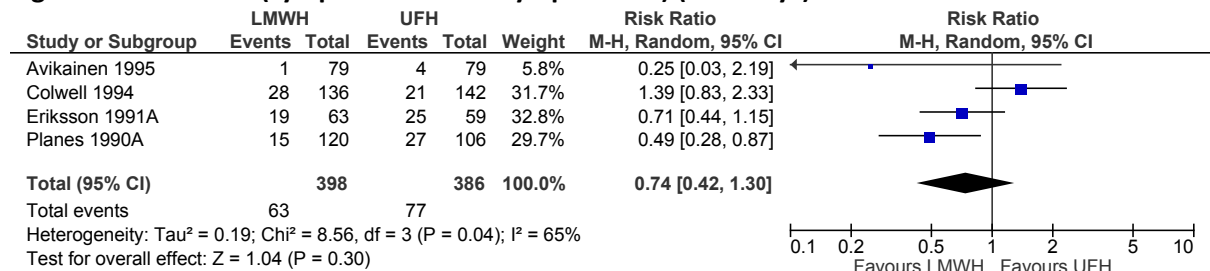 LMWH UFH Risk Ratio Risk Ratio
Study or Subgroup Events Total Events Total Weight M-H, Random, 95% CI M-H, Random, 95% CI
Avikainen 1995 1 79 4 79 5.8% 0.25 [0.03, 2.19]
Colwell 1994 28 136 21 142 31.7% 1.39 [0.83, 2.33]
Eriksson 1991A 19 63 25 59 32.8% 0.71 [0.44, 1.15]
Planes 1990A 15 120 27 106 29.7% 0.49 [0.28, 0.87]
Total (95% CI) 398 386 100.0% 0.74 [0.42, 1.30]
Total events 63 77
Heterogeneity: Tau² = 0.19; Chi² = 8.56, df = 3 (P = 0.04); I² = 65%
Test for overall effect: Z = 1.04 (P = 0.30)
0.1 0.2 0.5 1 2 5 10
Favours LMWH Favours UFH